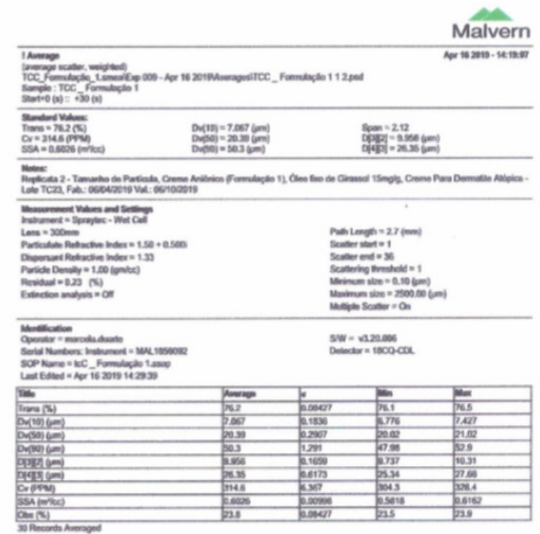 Malvern
! Average
Apr 16 2019 - 14:19:07
(average scatter, weighted)
TCC_Formulação_1.smea\Exp 009 - Apr 16 2019\Averages\TCC _ Formulação 1 1 2.psd
Sample : TCC _ Formulação 1
Start=0 (s) :: +30 (s)
Standard Values:
Trans = 76.2 (%) Dv(10) = 7.067 (µm) Span = 2.12
Cv = 314.6 (PPM) Dv(50) = 20.39 (µm) D[3][2] = 9.956 (µm)
SSA = 0.6026 (m²/cc) Dv(90) = 50.3 (µm) D[4][3] = 26.35 (µm)
Notes:
Replicata 2 - Tamanho de Partícula, Creme Aniônico (Formulação 1), Óleo fixo de Girassol 15mg/g, Creme Para Dermatite Atópica - Lote TC23, Fab.: 06/04/2019 Val.: 06/10/2019
Measurement Values and Settings
Instrument = Spraytec - Wet Cell
Lens = 300mm Path Length = 2.7 (mm)
Particulate Refractive Index = 1.50 + 0.500i Scatter start = 1
Dispersant Refractive Index = 1.33 Scatter end = 36
Particle Density = 1.00 (gm/cc) Scattering threshold = 1
Residual = 0.23 (%) Minimum size = 0.10 (µm)
Extinction analysis = Off Maximum size = 2500.00 (µm)
Multiple Scatter = On
Identification
Operator = marcela.duarte S/W = v3.20.006
Serial Numbers: Instrument = MAL1056092 Detector = 18CQ-CDL
SOP Name = tcC _ Formulação 1.ssop
Last Edited = Apr 16 2019 14:29:39
Title Average σ Min Max
Trans (%) 76.2 0.08427 76.1 76.5
Dv(10) (µm) 7.067 0.1836 6.776 7.427
Dv(50) (µm) 20.39 0.2907 20.02 21.02
Dv(90) (µm) 50.3 1.291 47.98 52.9
D[3][2] (µm) 9.956 0.1659 9.737 10.31
D[4][3] (µm) 26.35 0.6173 25.34 27.66
Cv (PPM) 314.6 6.367 304.3 328.4
SSA (m²/cc) 0.6026 0.00998 0.5818 0.6162
Obs (%) 23.8 0.08427 23.5 23.9
30 Records Averaged